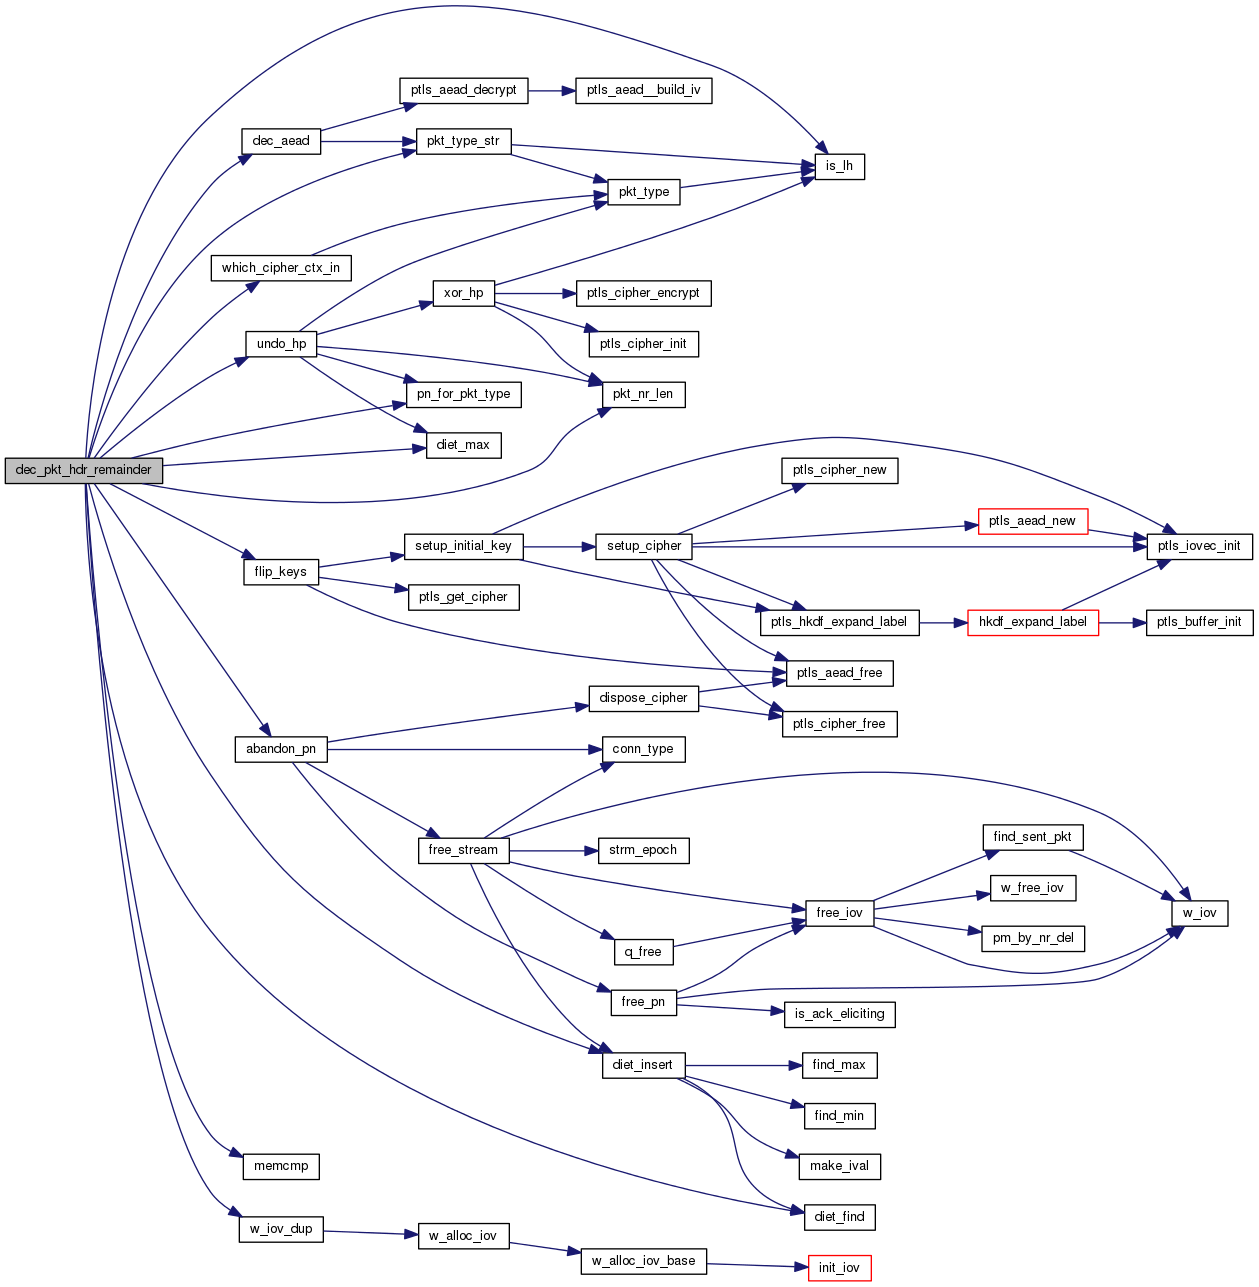 ptls_aead_decrypt
ptls_aead__build_iv
dec_aead
pkt_type_str
is_lh
pkt_type
which_cipher_ctx_in
xor_hp
ptls_cipher_encrypt
undo_hp
ptls_cipher_init
pn_for_pkt_type
pkt_nr_len
diet_max
dec_pkt_hdr_remainder
ptls_cipher_new
ptls_aead_new
setup_initial_key
setup_cipher
ptls_iovec_init
flip_keys
ptls_get_cipher
ptls_hkdf_expand_label
hkdf_expand_label
ptls_buffer_init
ptls_aead_free
dispose_cipher
ptls_cipher_free
abandon_pn
conn_type
find_sent_pkt
free_stream
strm_epoch
w_free_iov
free_iov
w_iov
pm_by_nr_del
q_free
free_pn
is_ack_eliciting
diet_insert
find_max
find_min
memcmp
make_ival
diet_find
w_iov_dup
w_alloc_iov
w_alloc_iov_base
init_iov